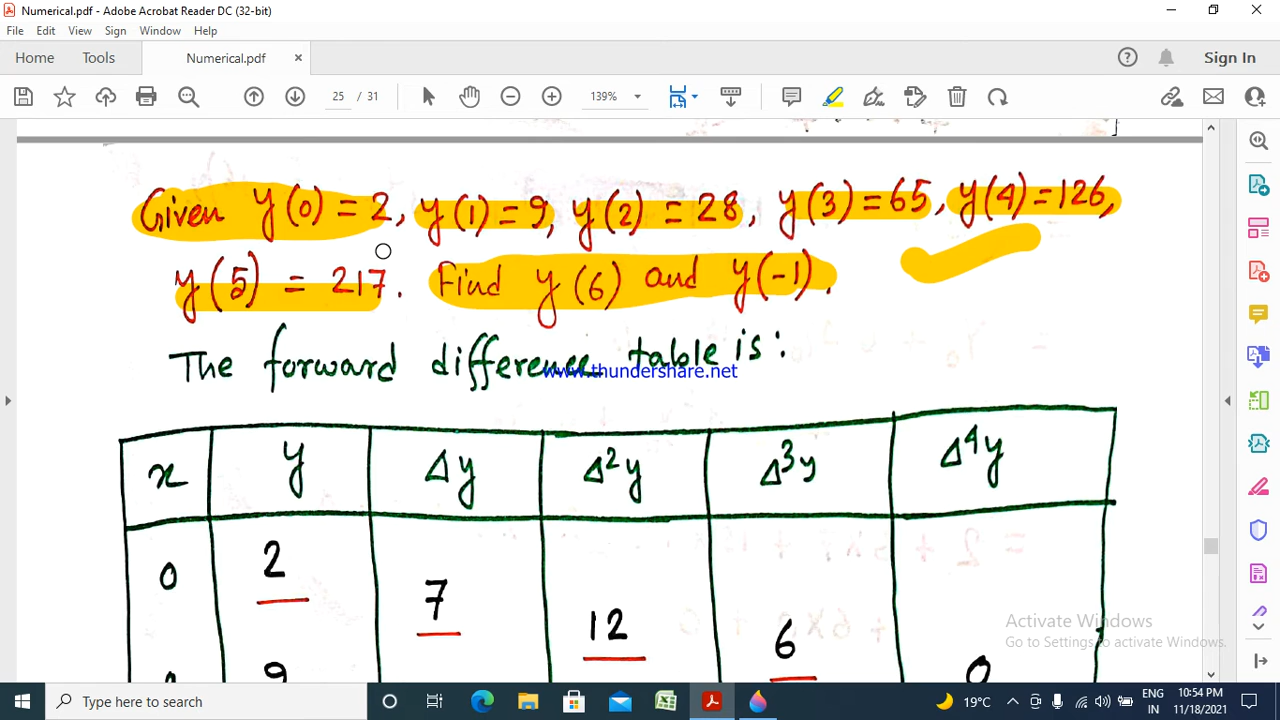 Numerical.pdf - Adobe Acrobat Reader DC (32-bit)
File Edit View Sign Window Help
Home Tools Numerical.pdf × Sign In
25 / 31 139%
Given y(0) = 2, y(1) = 9, y(2) = 28, y(3) = 65, y(4) = 126,
y(5) = 217. Find y(6) and y(-1).
The forward difference table is:
www.thundershare.net
x y Δy Δ²y Δ³y Δ⁴y
0 2
7
12 6
9 0
Activate Windows
Go to Settings to activate Windows.
Type here to search 19°C ENG 10:54 PM
IN 11/18/2021